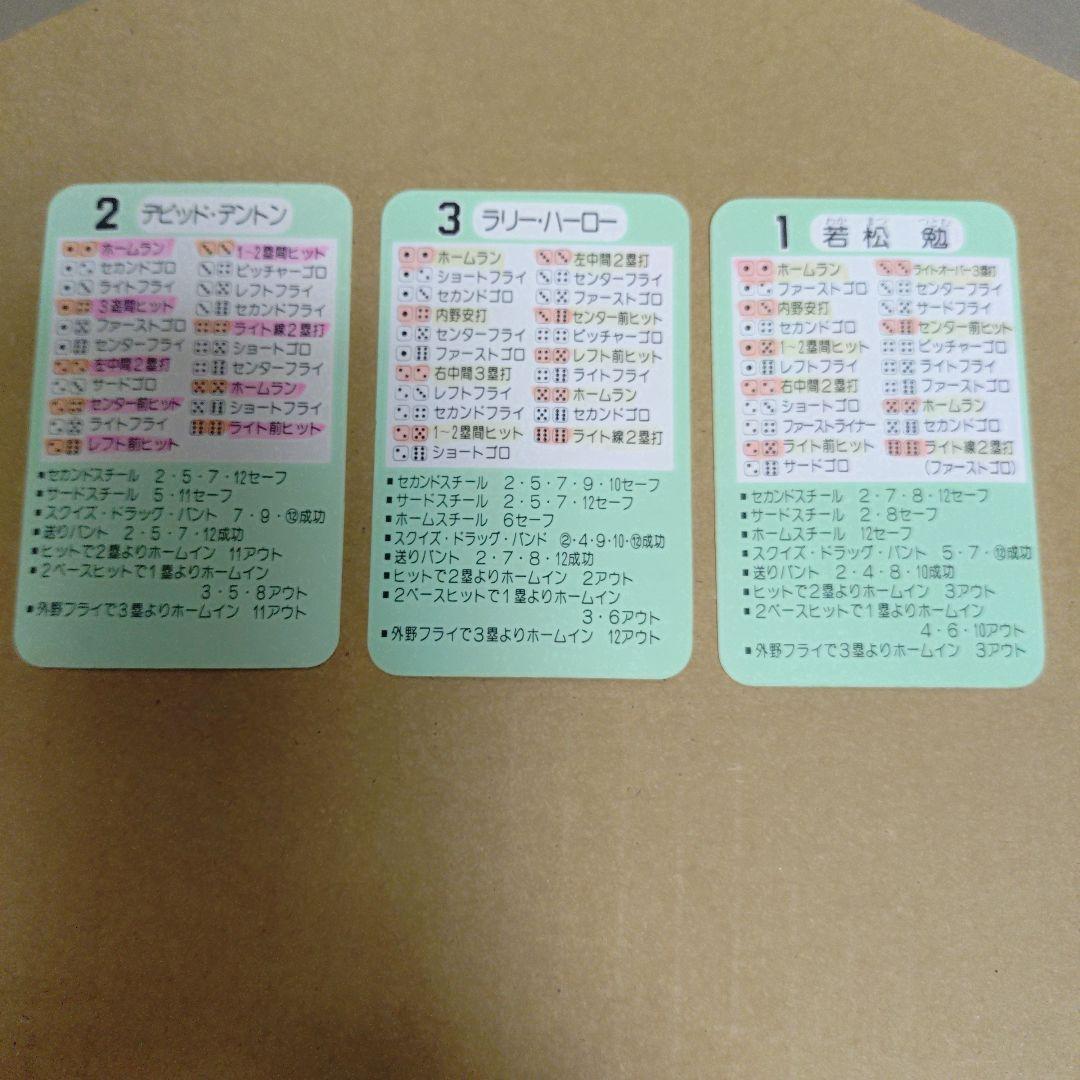 2 デビッド・デントン
ホームラン
セカンドゴロ
ライトフライ
3遊間ヒット
ファーストゴロ
センターフライ
左中間2塁打
サードゴロ
センター前ヒット
ライトフライ
レフト前ヒット
1~2塁間ヒット
ピッチャーゴロ
レフトフライ
セカンドフライ
ライト線2塁打
ショートゴロ
センターフライ
ホームラン
ショートフライ
ライト前ヒット
■セカンドスチール 2・5・7・12セーフ
■サードスチール 5・11セーフ
■スクイズ・ドラッグ・バント 7・9・⑫成功
■送りバント 2・5・7・12成功
■ヒットで2塁よりホームイン 11アウト
■2ベースヒットで1塁よりホームイン
3・5・8アウト
■外野フライで3塁よりホームイン 11アウト
3 ラリー・ハーロー
ホームラン
ショートフライ
セカンドゴロ
内野安打
センターフライ
ファーストゴロ
右中間3塁打
レフトフライ
セカンドフライ
1~2塁間ヒット
ショートゴロ
左中間2塁打
センターフライ
ファーストゴロ
センター前ヒット
ピッチャーゴロ
レフト前ヒット
ライトフライ
ホームラン
セカンドゴロ
ライト線2塁打
■セカンドスチール 2・5・7・9・10セーフ
■サードスチール 2・5・7・12セーフ
■ホームスチール 6セーフ
■スクイズ・ドラッグ・バンド ②・4・9・10・⑫成功
■送りバント 2・7・8・12成功
■ヒットで2塁よりホームイン 2アウト
■2ベースヒットで1塁よりホームイン
3・6アウト
■外野フライで3塁よりホームイン 12アウト
わか まつ つとむ
1 若松 勉
ホームラン
ファーストゴロ
内野安打
セカンドゴロ
1~2塁間ヒット
レフトフライ
右中間2塁打
ショートゴロ
ファーストライナー
ライト前ヒット
サードゴロ
ライトオーバー3塁打
センターフライ
サードフライ
センター前ヒット
ピッチャーゴロ
ライトフライ
ファーストゴロ
ホームラン
セカンドゴロ
ライト線2塁打
(ファーストゴロ)
■セカンドスチール 2・7・8・12セーフ
■サードスチール 2・8セーフ
■ホームスチール 12セーフ
■スクイズ・ドラッグ・バント 5・7・⑫成功
■送りバント 2・4・8・10成功
■ヒットで2塁よりホームイン 3アウト
■2ベースヒットで1塁よりホームイン
4・6・10アウト
■外野フライで3塁よりホームイン 3アウト